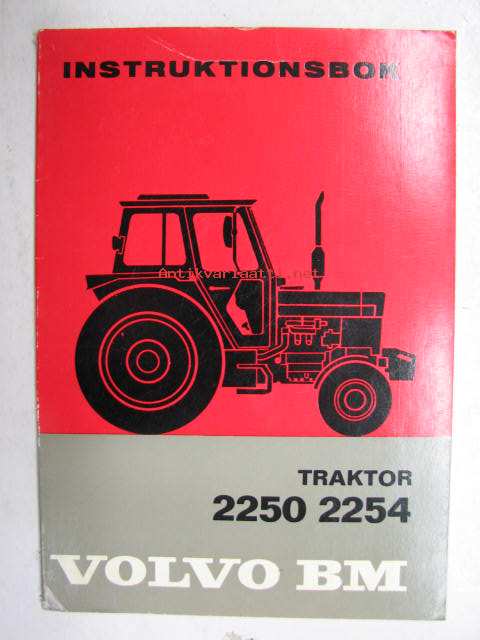 INSTRUKTIONSBOK
Antikvariaatti.net
TRAKTOR
2250 2254
VOLVO BM